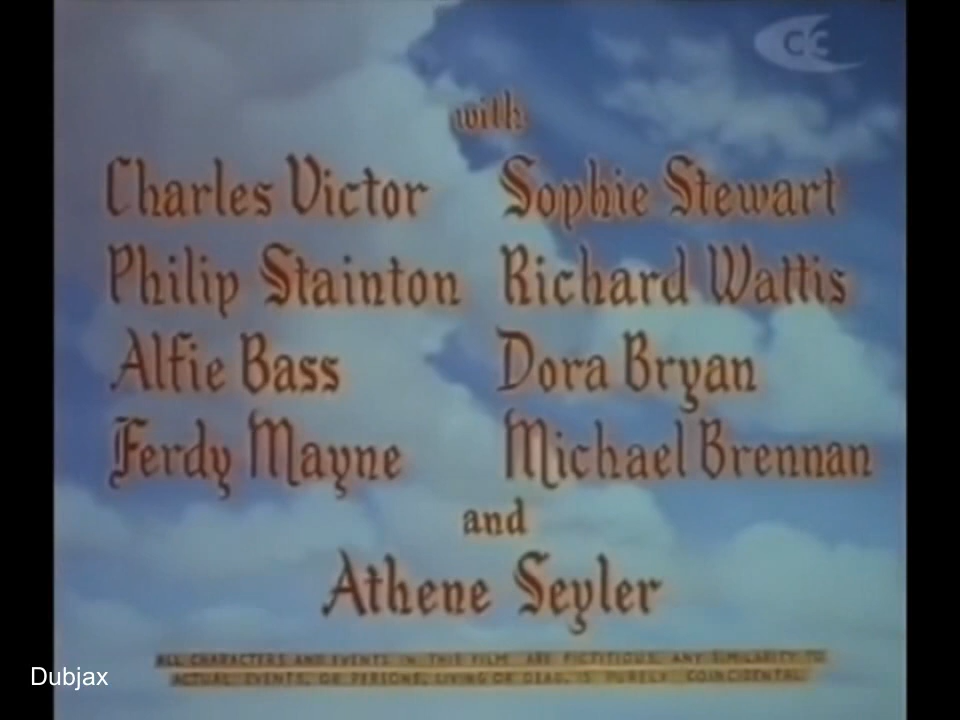 CE
with
Charles Victor Sophie Stewart
Philip Stainton Richard Wattis
Alfie Bass Dora Bryan
Ferdy Mayne Michael Brennan
and
Athene Seyler
ALL CHARACTERS AND EVENTS IN THIS FILM ARE FICTITIOUS. ANY SIMILARITY TO
ACTUAL EVENTS, OR PERSONS, LIVING OR DEAD, IS PURELY COINCIDENTAL.
Dubjax